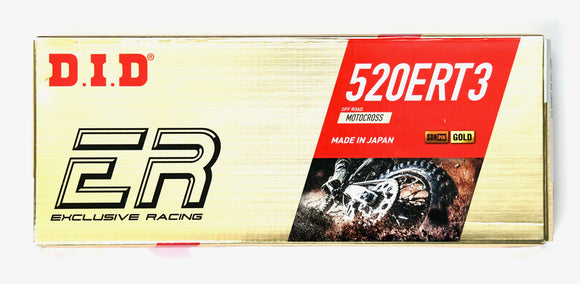 D.I.D®
ER
EXCLUSIVE RACING
520ERT3
OFF ROAD
MOTOCROSS
MADE IN JAPAN
GOLD